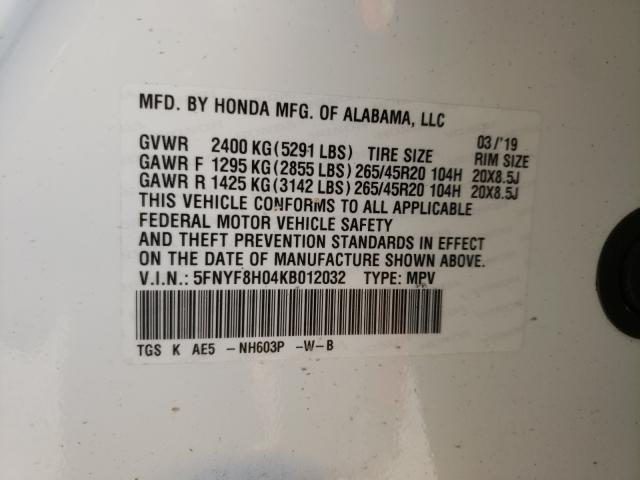 MFD. BY HONDA MFG. OF ALABAMA, LLC
GVWR 2400 KG (5291 LBS) TIRE SIZE 03/'19 RIM SIZE
GAWR F 1295 KG (2855 LBS) 265/45R20 104H 20X8.5J
GAWR R 1425 KG (3142 LBS) 265/45R20 104H 20X8.5J
THIS VEHICLE CONFORMS TO ALL APPLICABLE
FEDERAL MOTOR VEHICLE SAFETY
AND THEFT PREVENTION STANDARDS IN EFFECT
ON THE DATE OF MANUFACTURE SHOWN ABOVE.
V.I.N.: 5FNYF8H04KB012032 TYPE: MPV
TGS K AE5 -NH603P -W-B